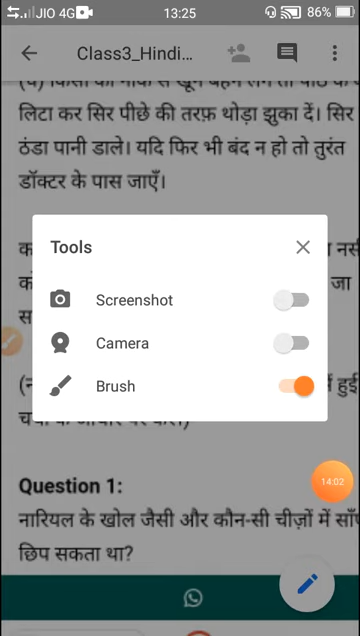 JIO 4G 13:25 86%
Class3_Hindi...
लिटा कर सिर पीछे की तरफ़ थोड़ा झुका दें। सिर
ठंडा पानी डाले। यदि फिर भी बंद न हो तो तुरंत
डॉक्टर के पास जाएँ।
Tools
Screenshot
Camera
Brush
Question 1:
14:02
नारियल के खोल जैसी और कौन-सी चीज़ों में साँप
छिप सकता था?